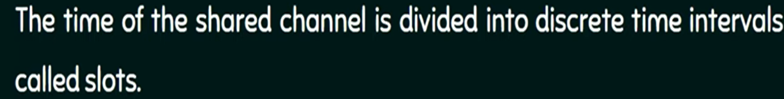 The time of the shared channel is divided into discrete time intervals
called slots.